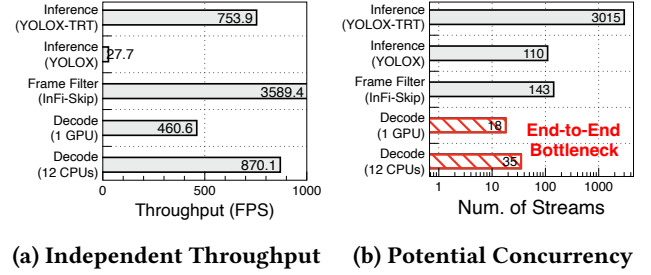 Inference
(YOLOX-TRT)
753.9
Inference
(YOLOX)
27.7
Frame Filter
(InFi-Skip)
3589.4
Decode
(1 GPU)
460.6
Decode
(12 CPUs)
870.1
0
500
1000
Throughput (FPS)
(a) Independent Throughput
Inference
(YOLOX-TRT)
3015
Inference
(YOLOX)
110
Frame Filter
(InFi-Skip)
143
Decode
(1 GPU)
18
End-to-End
Bottleneck
Decode
(12 CPUs)
35
1
10
100
1000
Num. of Streams
(b) Potential Concurrency